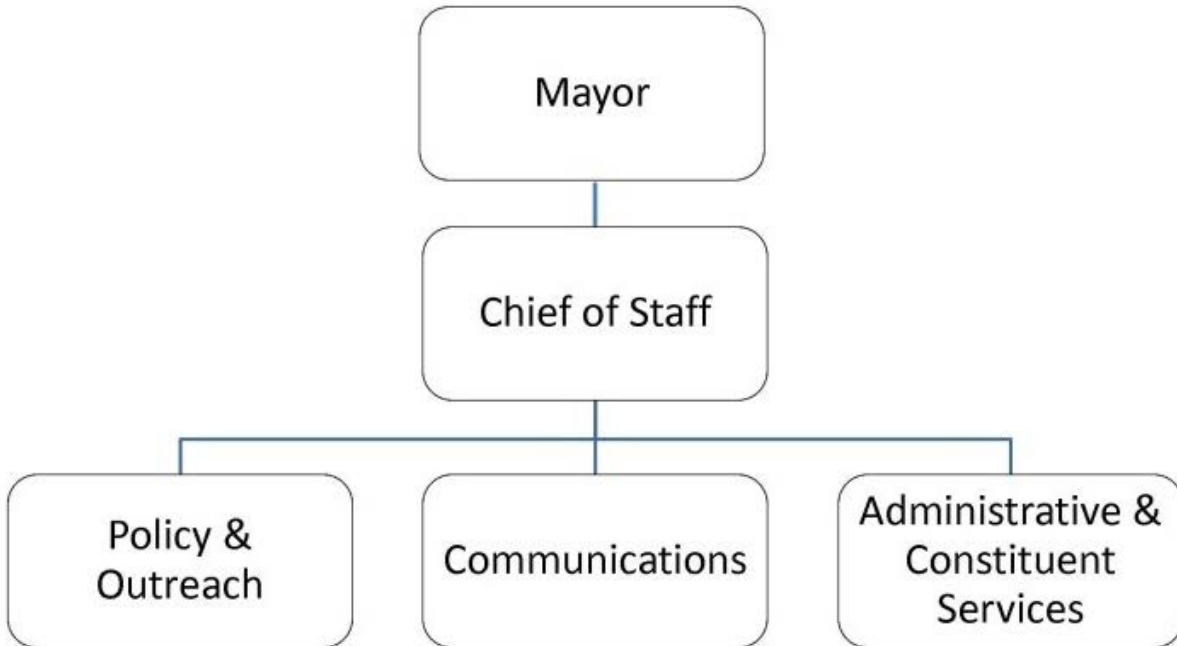 Mayor
Chief of Staff
Policy &
Outreach
Communications
Administrative &
Constituent
Services